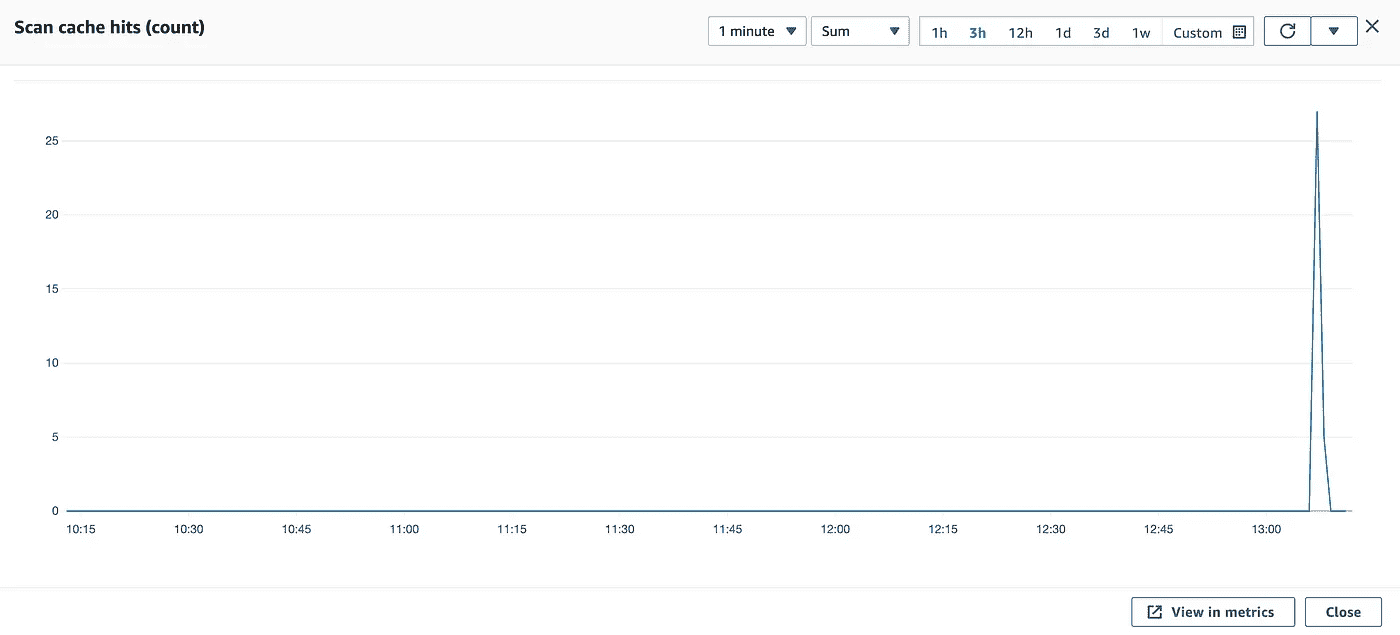 Scan cache hits (count)
1 minute Sum 1h 3h 12h 1d 3d 1w Custom
25
20
15
10
5
0
10:15 10:30 10:45 11:00 11:15 11:30 11:45 12:00 12:15 12:30 12:45 13:00
View in metrics Close